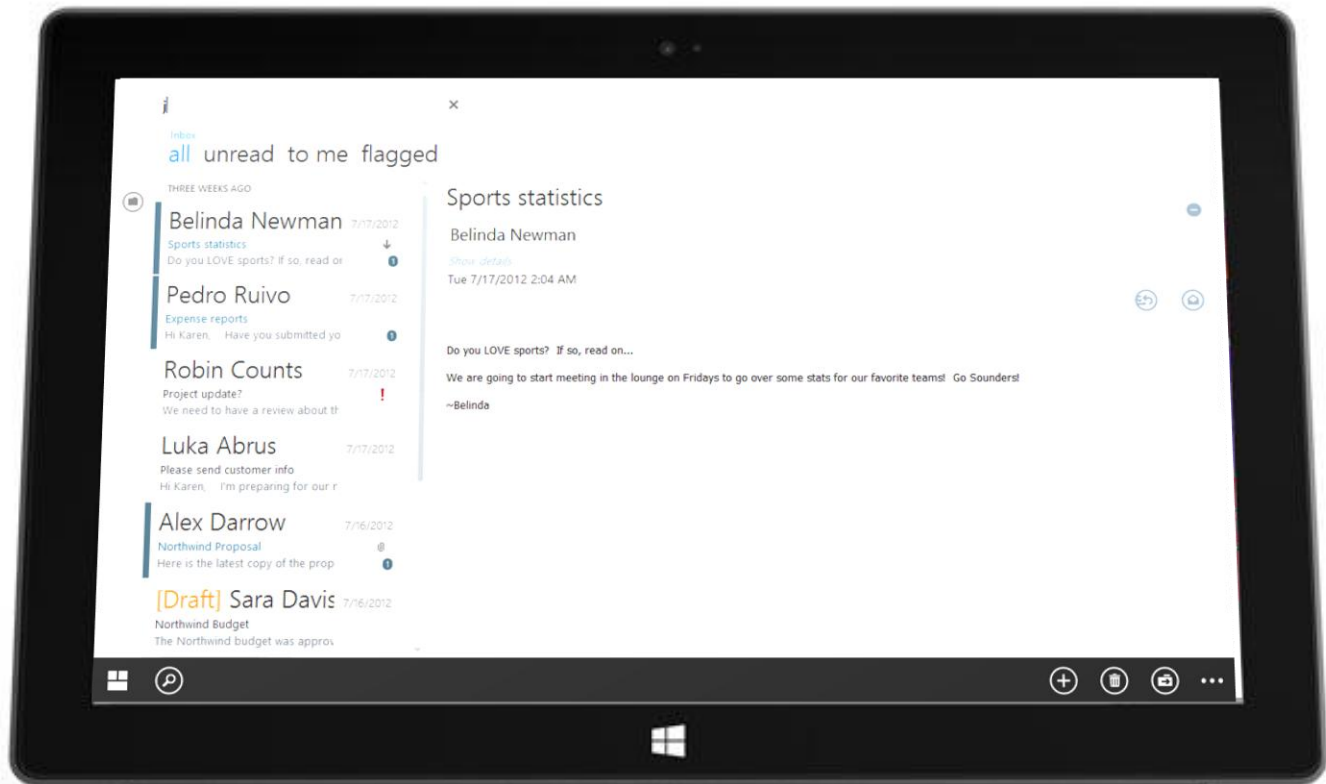 Inbox
all unread to me flagged
THREE WEEKS AGO
Belinda Newman 7/17/2012
Sports statistics
Do you LOVE sports? If so, read or
1
Pedro Ruivo 7/17/2012
Expense reports
Hi Karen, Have you submitted yo
1
Robin Counts 7/17/2012
Project update?
!
We need to have a review about th
Luka Abrus 7/17/2012
Please send customer info
Hi Karen, I'm preparing for our r
Alex Darrow 7/16/2012
Northwind Proposal
Here is the latest copy of the prop
1
[Draft] Sara Davis 7/16/2012
Northwind Budget
The Northwind budget was approv
Sports statistics
Belinda Newman
Show details
Tue 7/17/2012 2:04 AM
Do you LOVE sports? If so, read on...
We are going to start meeting in the lounge on Fridays to go over some stats for our favorite teams! Go Sounders!
~Belinda